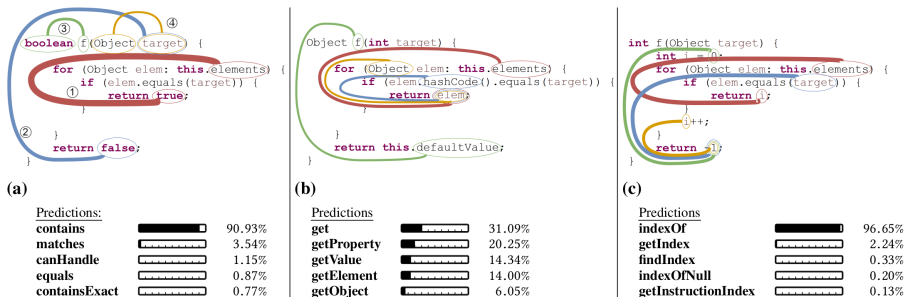 ③ ④
boolean f(Object target) {
for (Object elem: this.elements) {
if (elem.equals(target)) {
① return true;
②
}
return false;
}
(a)
Predictions:
contains 90.93%
matches 3.54%
canHandle 1.15%
equals 0.87%
containsExact 0.77%
Object f(int target) {
for (Object elem: this.elements) {
if (elem.hashCode().equals(target)) {
return elem;
}
return this.defaultValue;
}
(b)
Predictions
get 31.09%
getProperty 20.25%
getValue 14.34%
getElement 14.00%
getObject 6.05%
int f(Object target) {
int i = 0;
for (Object elem: this.elements) {
if (elem.equals(target)) {
return i;
}
i++;
}
return -1;
}
(c)
Predictions
indexOf 96.65%
getIndex 2.24%
findIndex 0.33%
indexOfNull 0.20%
getInstructionIndex 0.13%